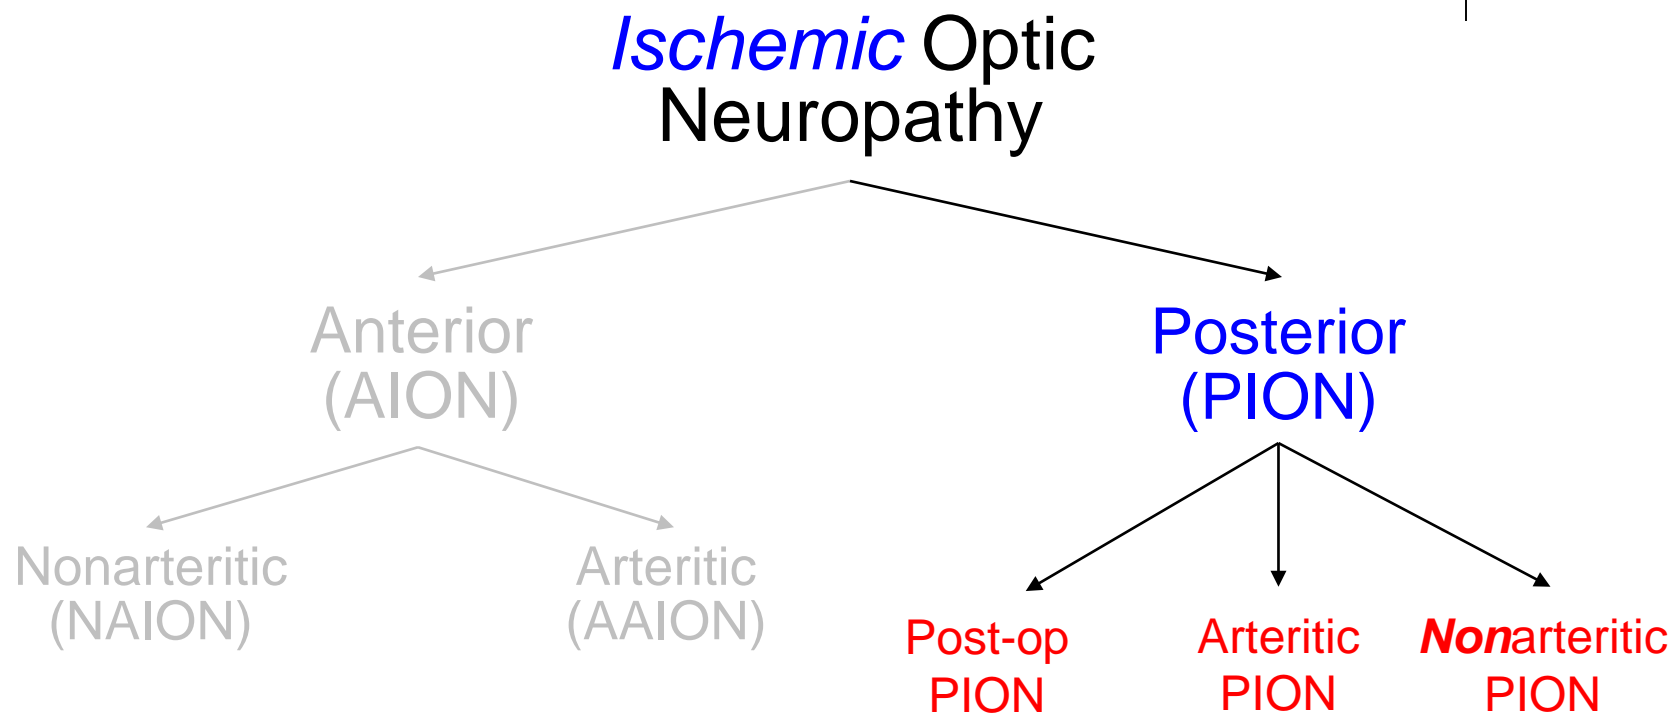 Ischemic Optic
Neuropathy
Anterior
(AION)
Posterior
(PION)
Nonarteritic
(NAION)
Arteritic
(AAION)
Post-op
PION
Arteritic
PION
Nonarteritic
PION